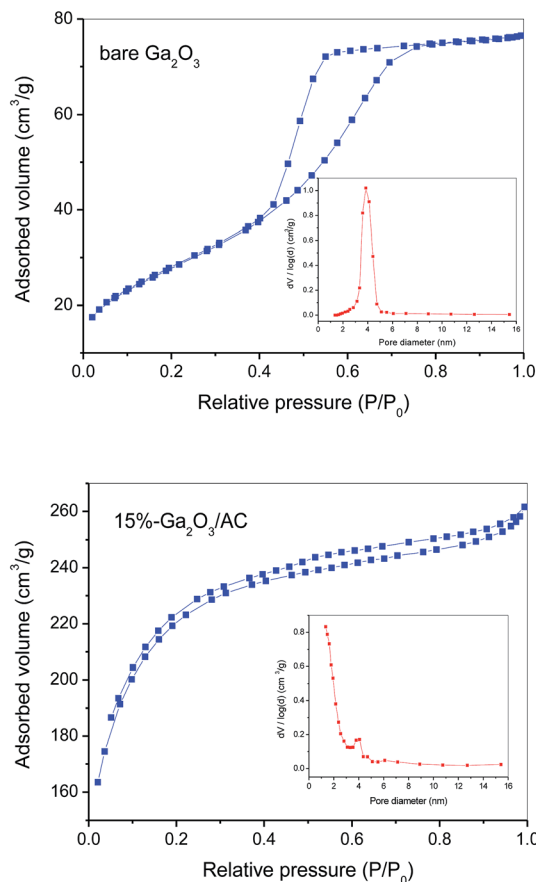 bare Ga₂O₃
Adsorbed volume (cm³/g)
80
60
40
20
0.0 0.2 0.4 0.6 0.8 1.0
Relative pressure (P/P₀)
dV / log(d) (cm³/g)
1.0
0.8
0.6
0.4
0.2
0.0
0 2 4 6 8 10 12 14 16
Pore diameter (nm)
15%-Ga₂O₃/AC
Adsorbed volume (cm³/g)
260
240
220
200
180
160
0.0 0.2 0.4 0.6 0.8 1.0
Relative pressure (P/P₀)
dV / log(d) (cm³/g)
0.8
0.6
0.4
0.2
0.0
0 2 4 6 8 10 12 14 16
Pore diameter (nm)